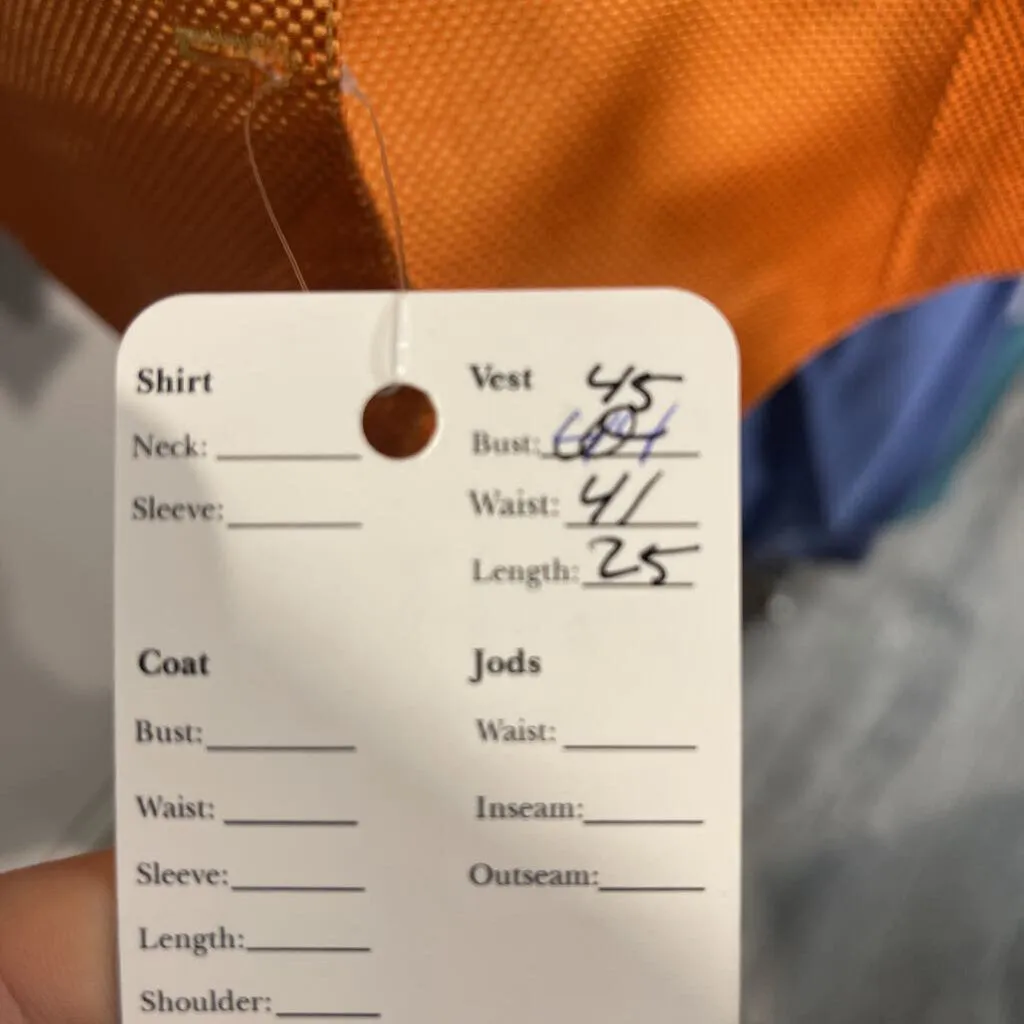 Shirt
Neck:
Sleeve:
Vest 45
Bust:
Waist: 41
Length: 25
Coat
Bust:
Waist:
Sleeve:
Length:
Shoulder:
Jods
Waist:
Inseam:
Outseam: